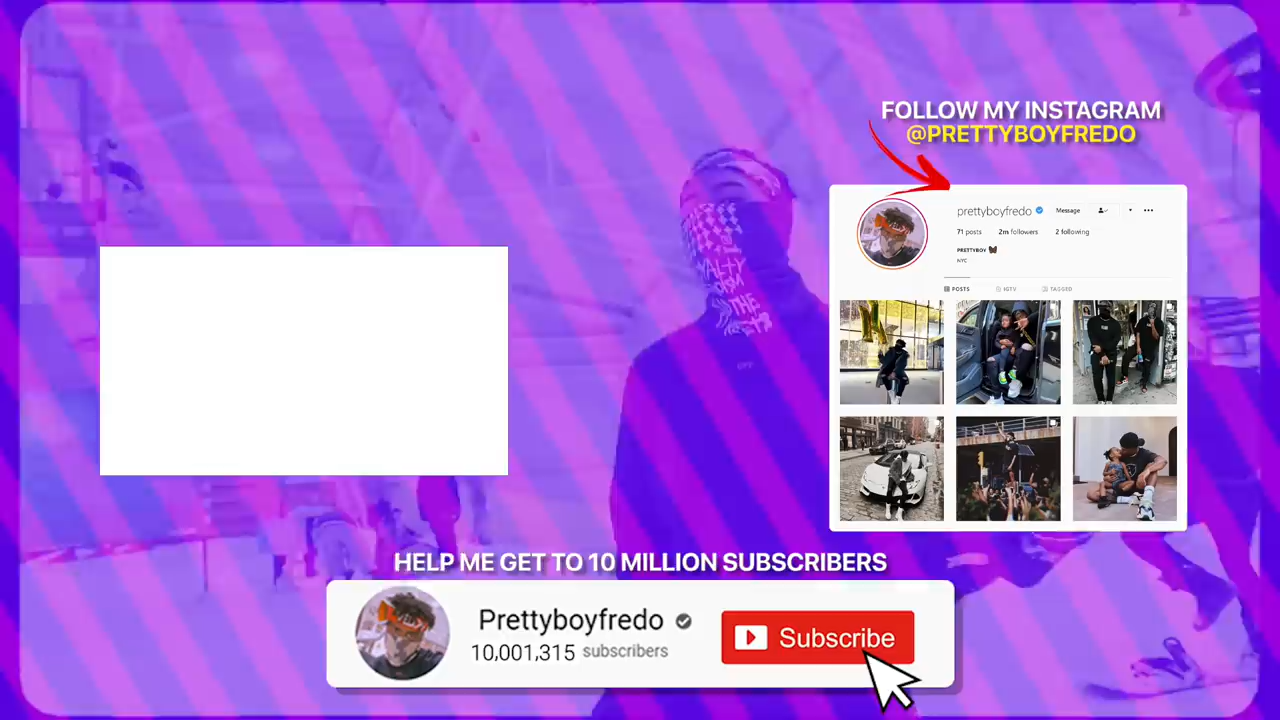 FOLLOW MY INSTAGRAM
@PRETTYBOYFREDO
prettyboyfredo Message
71 posts 2m followers 2 following
PRETTYBOY
NYC
POSTS IGTV TAGGED
THE
HELP ME GET TO 10 MILLION SUBSCRIBERS
Prettyboyfredo
10,001,315 subscribers
Subscribe